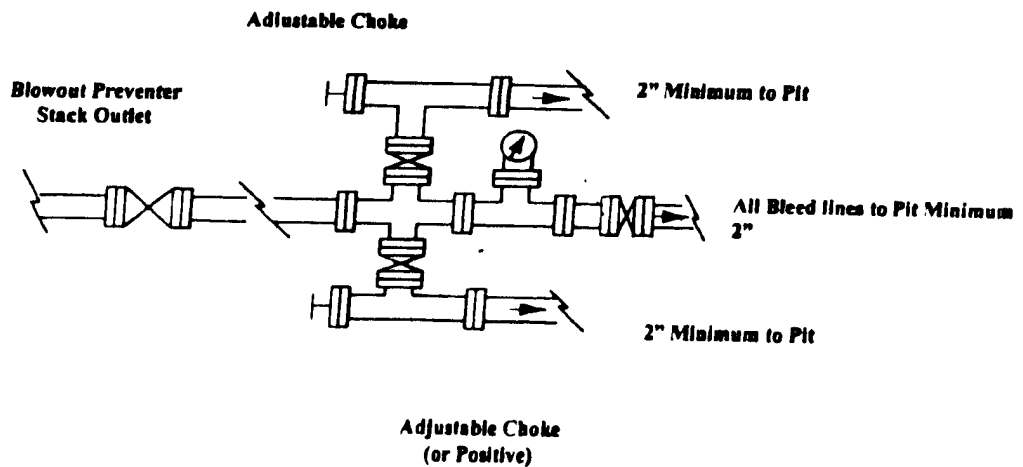 Adjustable Choke
Blowout Preventer
Stack Outlet
2" Minimum to Pit
All Bleed lines to Pit Minimum
2"
2" Minimum to Pit
Adjustable Choke
(or Positive)